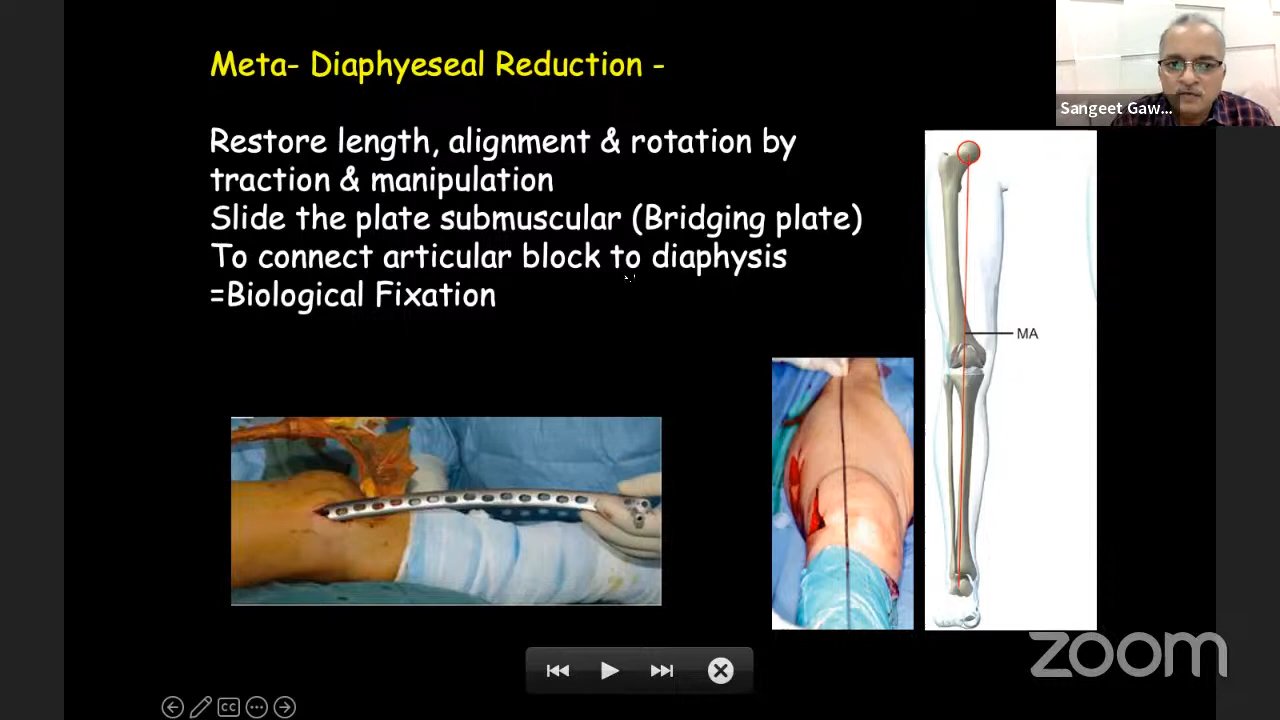 Meta- Diaphyeseal Reduction -
Sangeet Gaw...
Restore length, alignment & rotation by
traction & manipulation
Slide the plate submuscular (Bridging plate)
To connect articular block to diaphysis
=Biological Fixation
MA
zoom
CC